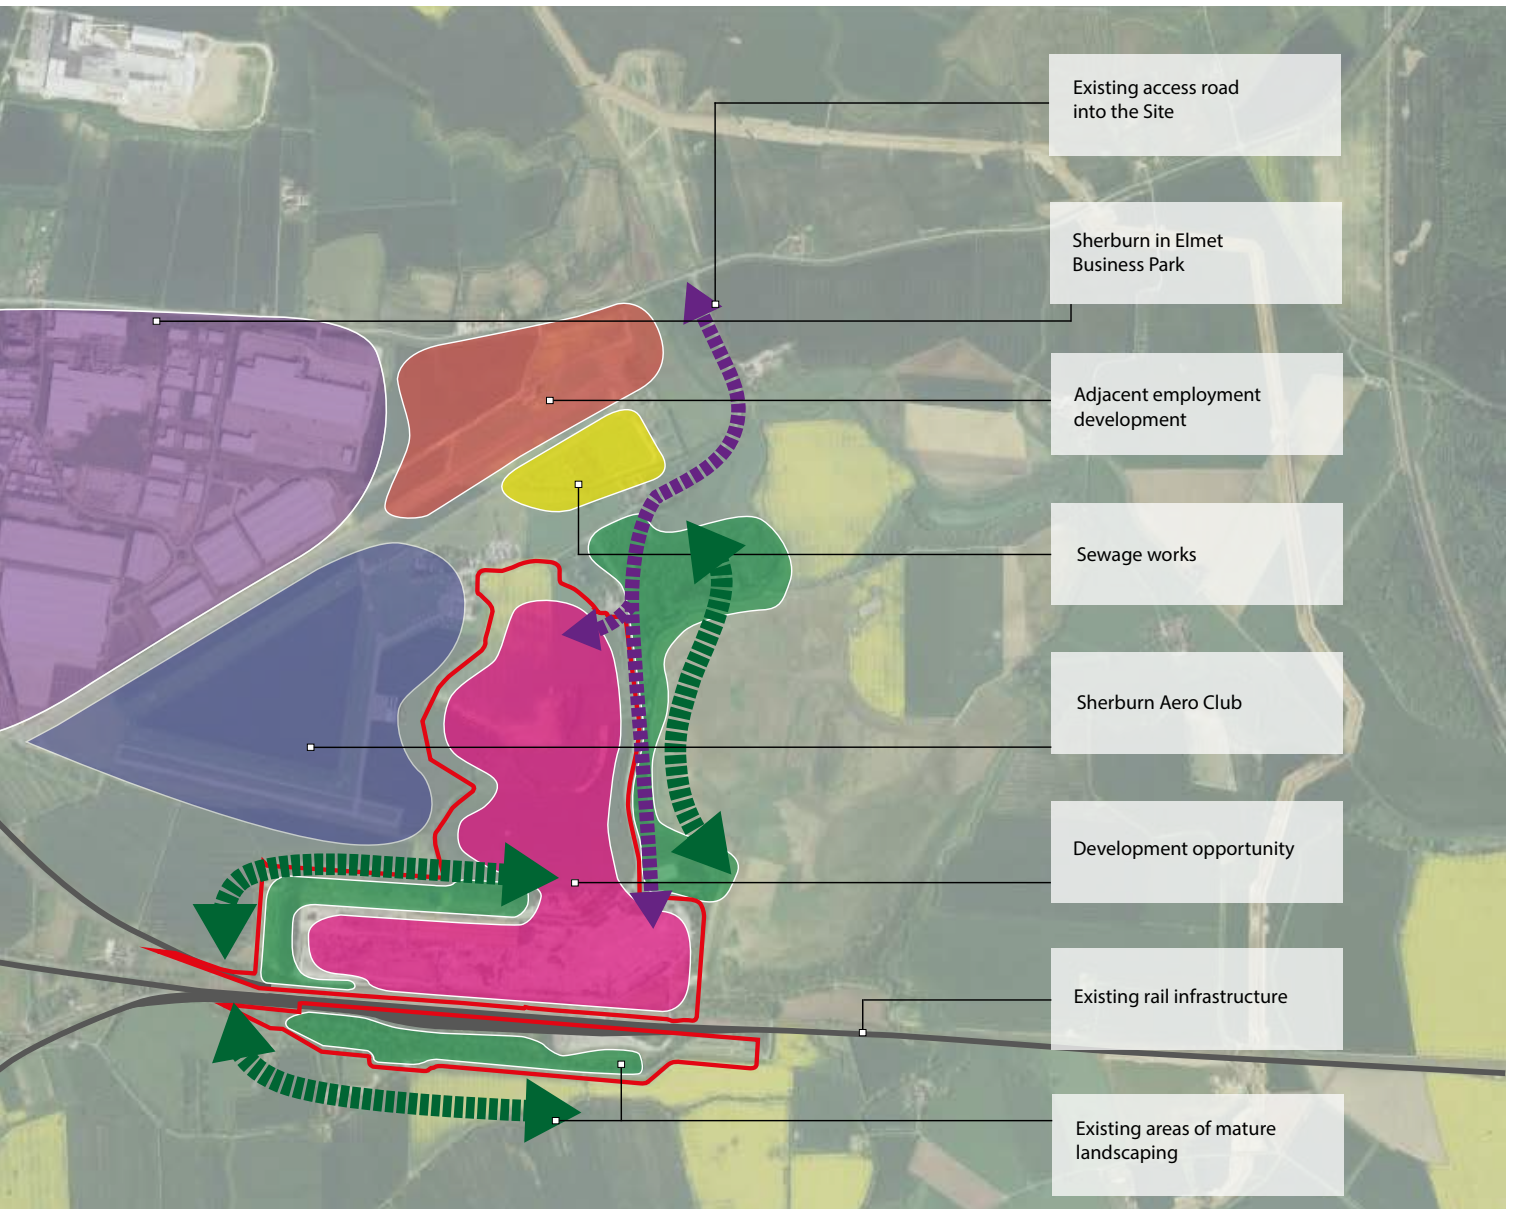 Existing access road
into the Site
Sherburn in Elmet
Business Park
Adjacent employment
development
Sewage works
Sherburn Aero Club
Development opportunity
Existing rail infrastructure
Existing areas of mature
landscaping